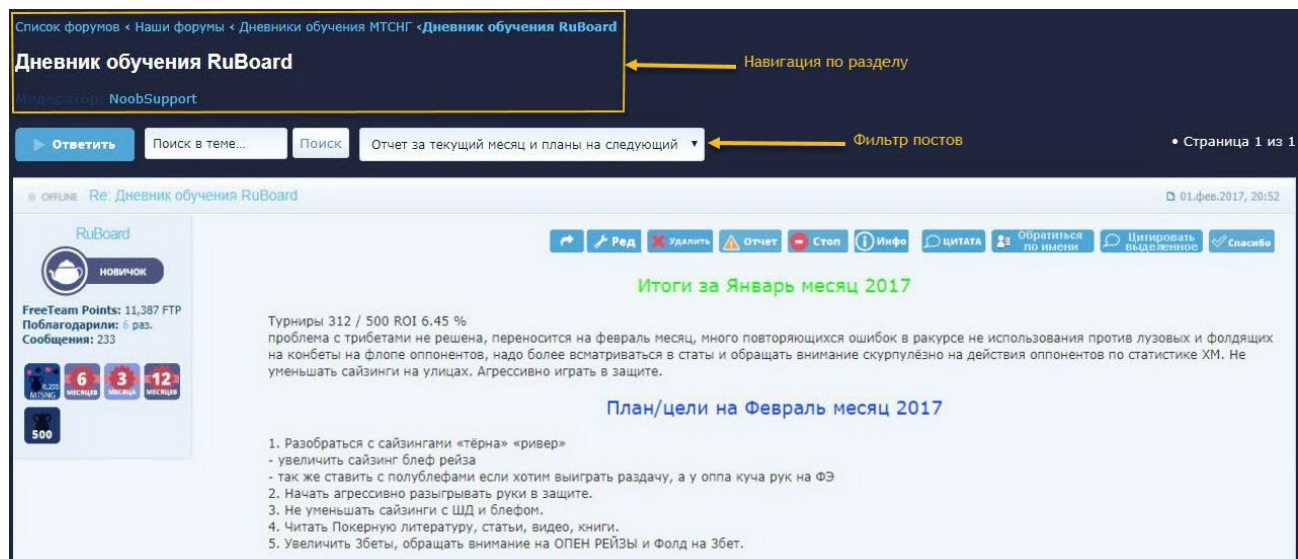 Список форумов ‹ Наши форумы ‹ Дневники обучения МТСНГ ‹Дневник обучения RuBoard
Дневник обучения RuBoard
Навигация по разделу
Модератор: NoobSupport
Ответить
Поиск в теме...
Поиск
Отчет за текущий месяц и планы на следующий
Фильтр постов
• Страница 1 из 1
OFFLINE Re: Дневник обучения RuBoard
01.фев.2017, 20:52
RuBoard
новичок
FreeTeam Points: 11,387 FTP
Поблагодарили: 6 раз.
Сообщения: 233
6,255 MTSNG
6 МЕСЯЦЕВ
3 МЕСЯЦА
12 МЕСЯЦЕВ
500
Ред
Удалить
Отчет
Стоп
Инфо
ЦИТАТА
Обратиться
по имени
Цитировать
выделенное
Спасибо
Итоги за Январь месяц 2017
Турниры 312 / 500 ROI 6.45 %
проблема с трибетами не решена, переносится на февраль месяц, много повторяющихся ошибок в ракурсе не использования против лузовых и фолдящих
на конбеты на флопе оппонентов, надо более всматриваться в статы и обращать внимание скурпулёзно на действия оппонентов по статистике ХМ. Не
уменьшать сайзинги на улицах. Агрессивно играть в защите.
План/цели на Февраль месяц 2017
1. Разобраться с сайзингами «тёрна» «ривер»
- увеличить сайзинг блеф рейза
- так же ставить с полублефами если хотим выиграть раздачу, а у оппа куча рук на ФЭ
2. Начать агрессивно разыгрывать руки в защите.
3. Не уменьшать сайзинги с ШД и блефом.
4. Читать Покерную литературу, статьи, видео, книги.
5. Увеличить 3беты, обращать внимание на ОПЕН РЕЙЗЫ и Фолд на 3бет.